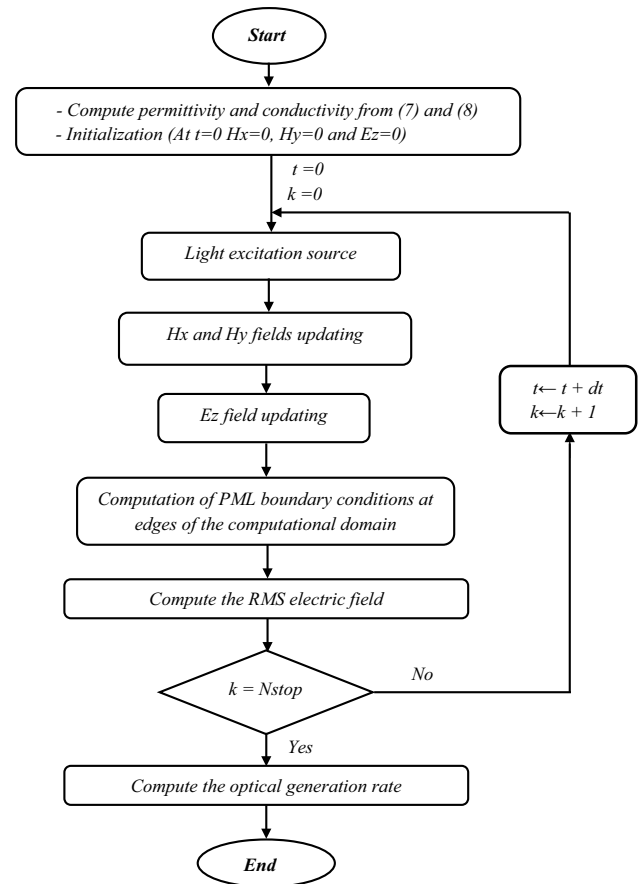 Start
- Compute permittivity and conductivity from (7) and (8)
- Initialization (At t=0 Hx=0, Hy=0 and Ez=0)
t =0
k =0
Light excitation source
Hx and Hy fields updating
t← t + dt
k←k + 1
Ez field updating
Computation of PML boundary conditions at
edges of the computational domain
Compute the RMS electric field
k = Nstop
No
Yes
Compute the optical generation rate
End